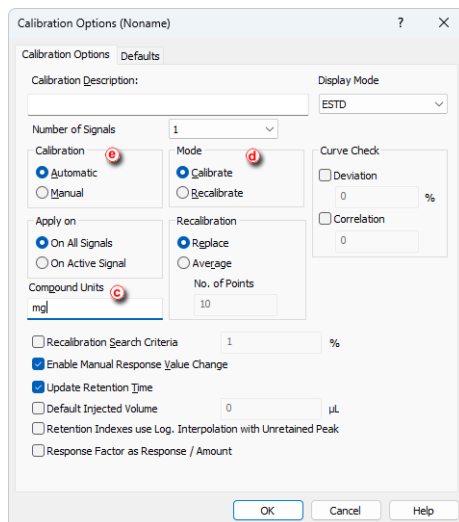 Calibration Options (Noname)
? ×
Calibration Options Defaults
Calibration Description:
Display Mode
ESTD
Number of Signals 1
Calibration e
Automatic
Manual
Mode d
Calibrate
Recalibrate
Curve Check
Deviation
0 %
Correlation
0
Apply on
On All Signals
On Active Signal
Recalibration
Replace
Average
No. of Points
10
Compound Units c
mg
Recalibration Search Criteria 1 %
Enable Manual Response Value Change
Update Retention Time
Default Injected Volume 0 µL
Retention Indexes use Log. Interpolation with Unretained Peak
Response Factor as Response / Amount
OK Cancel Help